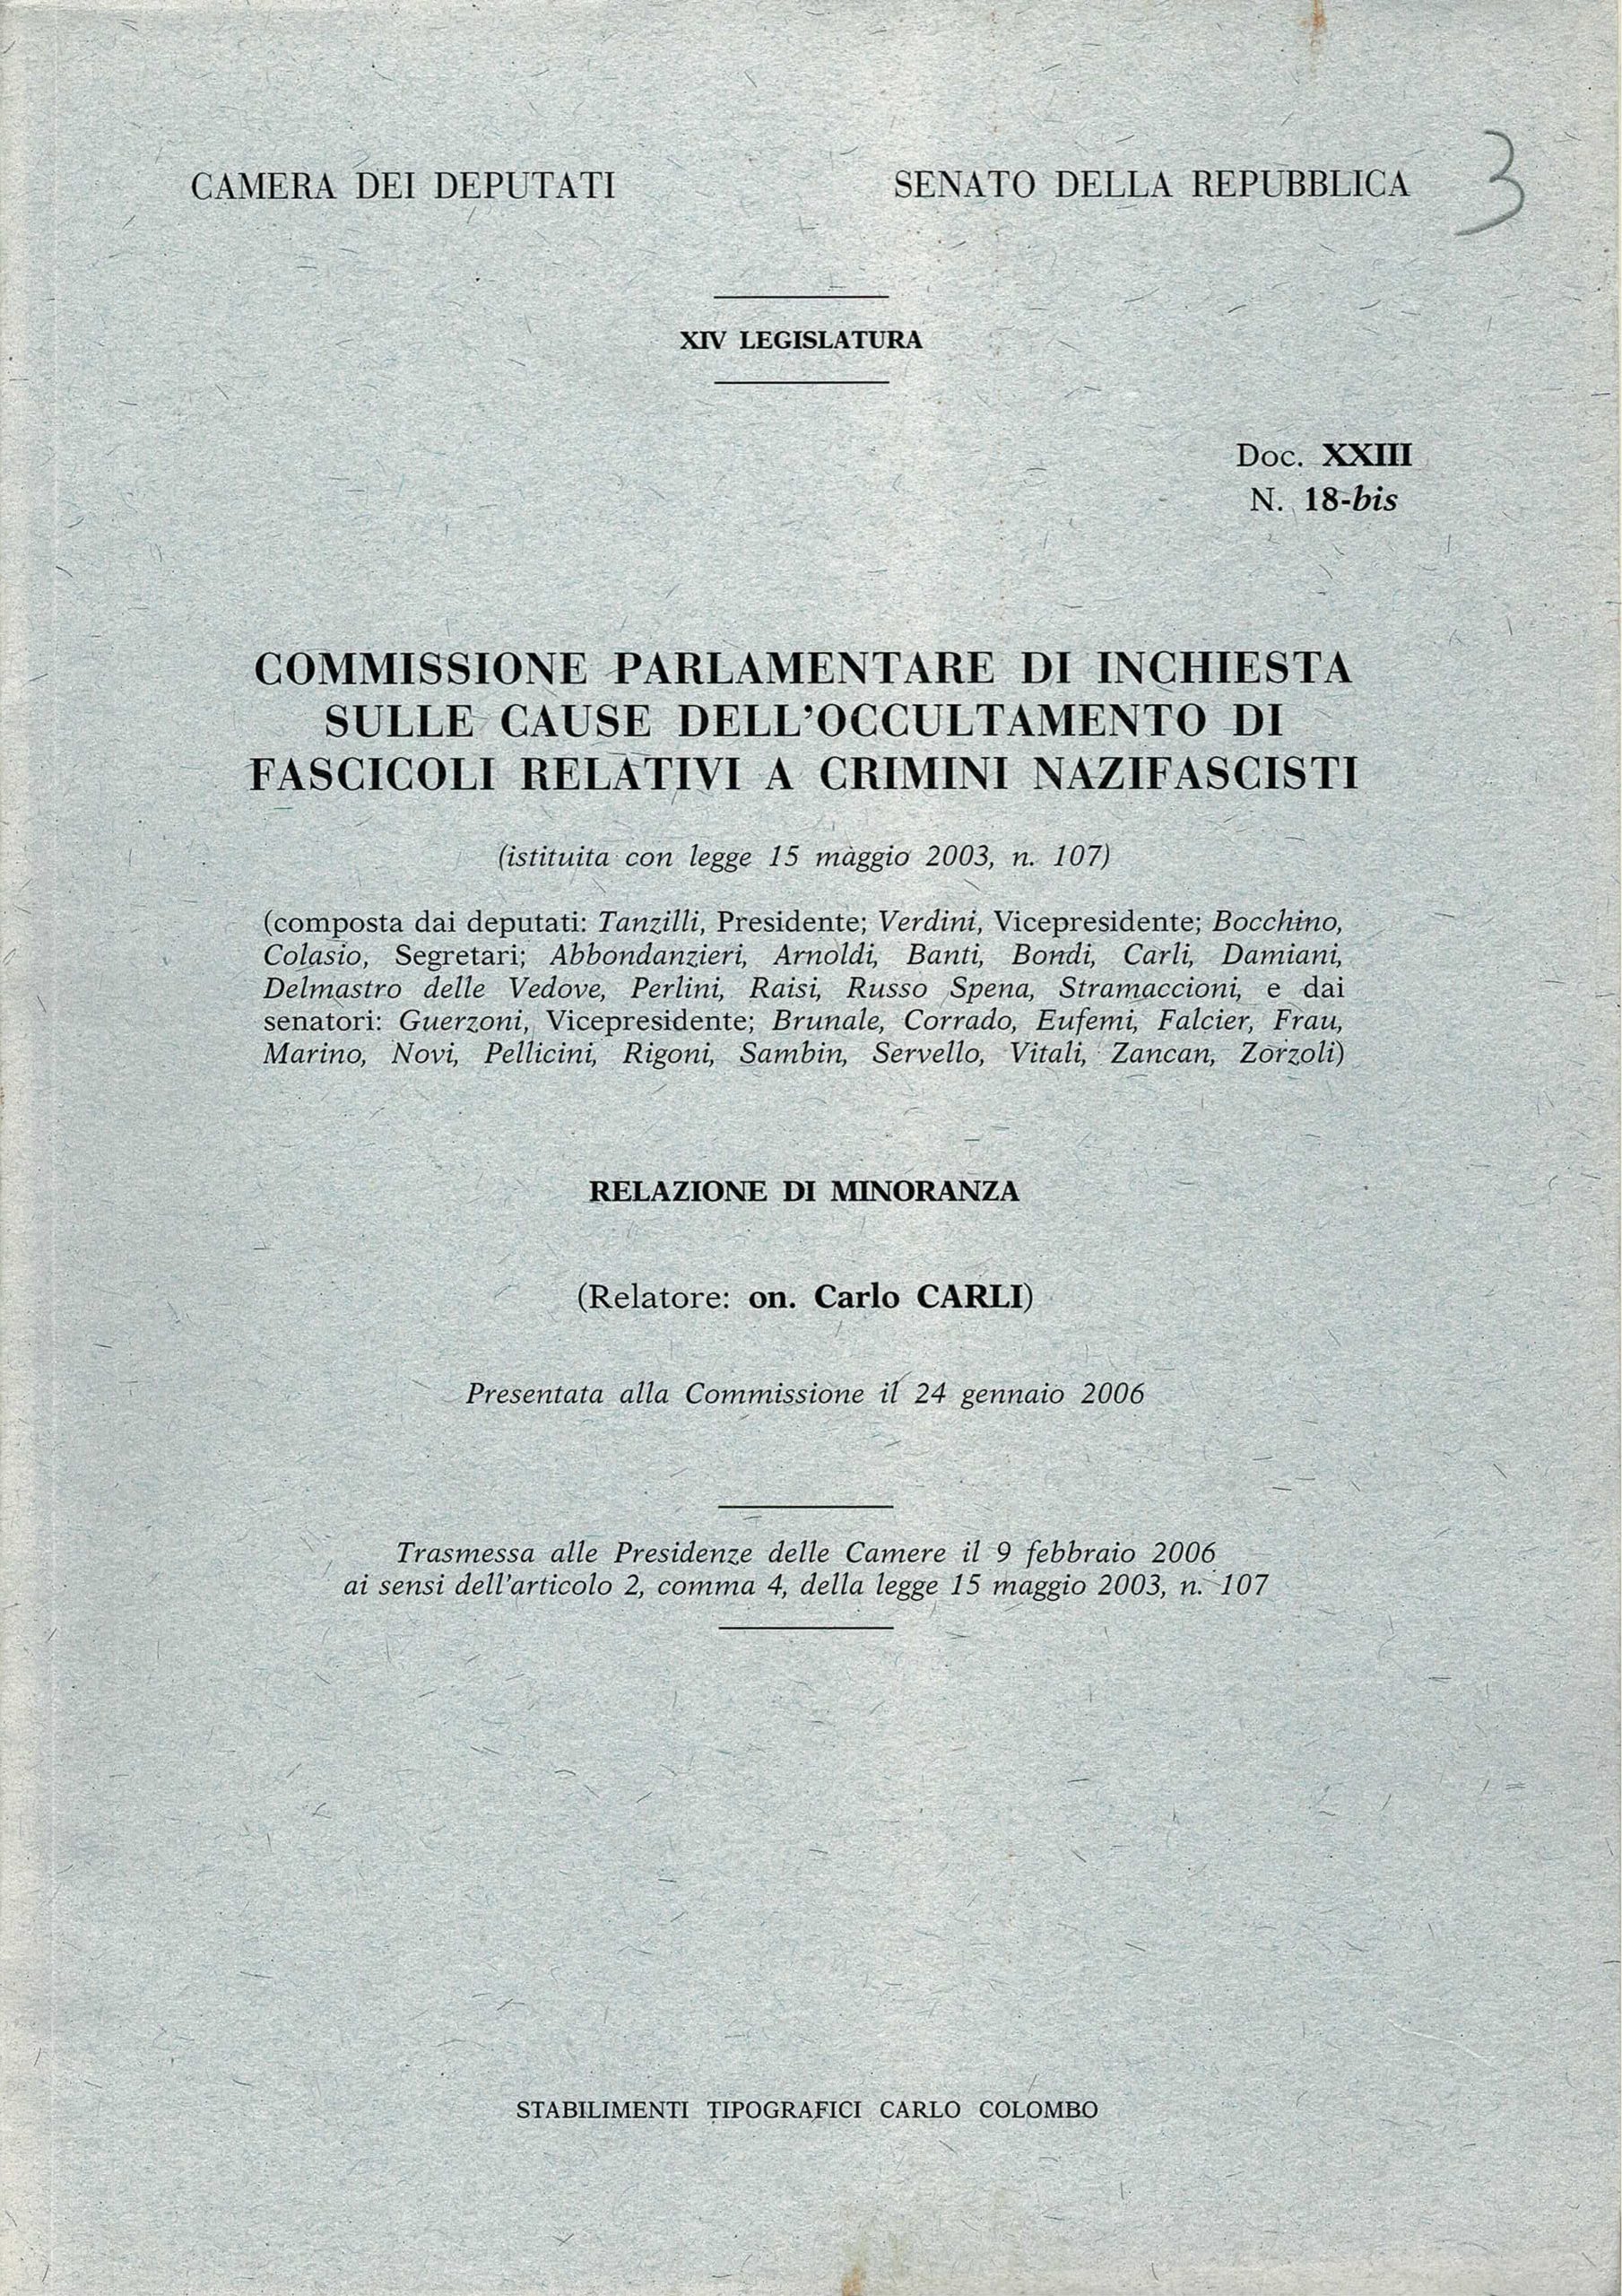 CAMERA DEI DEPUTATI SENATO DELLA REPUBBLICA 3
XIV LEGISLATURA
Doc. XXIII
N. 18-bis
COMMISSIONE PARLAMENTARE DI INCHIESTA
SULLE CAUSE DELL'OCCULTAMENTO DI
FASCICOLI RELATIVI A CRIMINI NAZIFASCISTI
(istituita con legge 15 maggio 2003, n. 107)
(composta dai deputati: Tanzilli, Presidente; Verdini, Vicepresidente; Bocchino,
Colasio, Segretari; Abbondanzieri, Arnoldi, Banti, Bondi, Carli, Damiani,
Delmastro delle Vedove, Perlini, Raisi, Russo Spena, Stramaccioni, e dai
senatori: Guerzoni, Vicepresidente; Brunale, Corrado, Eufemi, Falcier, Frau,
Marino, Novi, Pellicini, Rigoni, Sambin, Servello, Vitali, Zancan, Zorzoli)
RELAZIONE DI MINORANZA
(Relatore: on. Carlo CARLI)
Presentata alla Commissione il 24 gennaio 2006
Trasmessa alle Presidenze delle Camere il 9 febbraio 2006
ai sensi dell'articolo 2, comma 4, della legge 15 maggio 2003, n. 107
STABILIMENTI TIPOGRAFICI CARLO COLOMBO